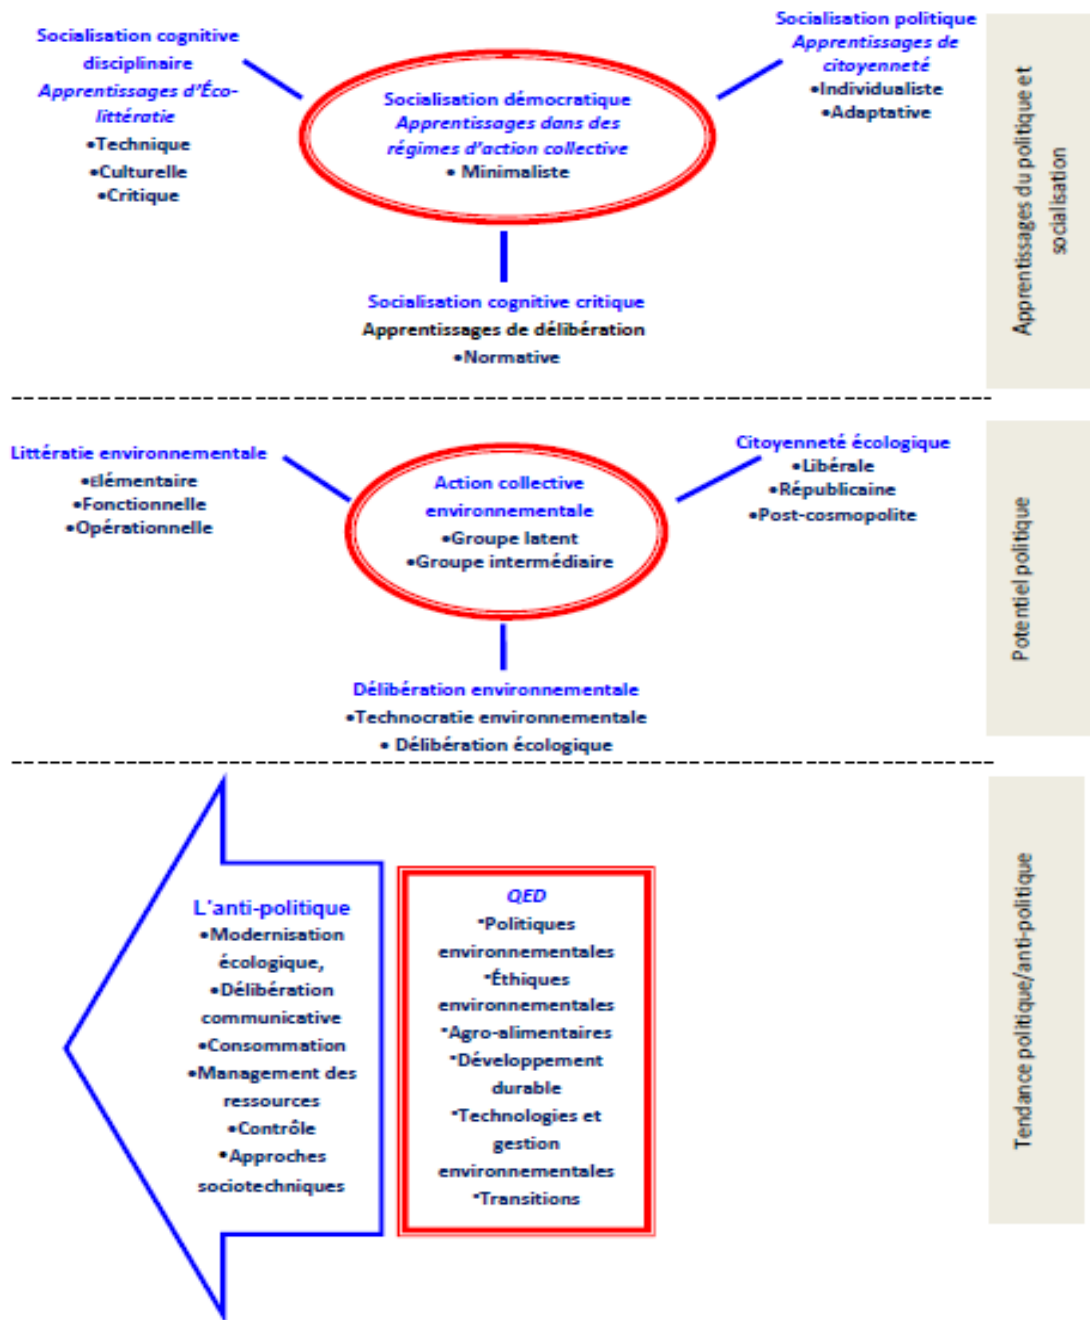 Socialisation cognitive
disciplinaire
Apprentissages d'Éco-
littératie
•Technique
•Culturelle
•Critique
Socialisation démocratique
Apprentissages dans des
régimes d'action collective
• Minimaliste
Socialisation politique
Apprentissages de
citoyenneté
•Individualiste
•Adaptative
Socialisation cognitive critique
Apprentissages de délibération
•Normative
Apprentissages du politique et
socialisation
Littératie environnementale
•Elémentaire
•Fonctionnelle
•Opérationnelle
Action collective
environnementale
•Groupe latent
•Groupe intermédiaire
Citoyenneté écologique
•Libérale
•Républicaine
•Post-cosmopolite
Délibération environnementale
•Technocratie environnementale
• Délibération écologique
Potentiel politique
L'anti-politique
•Modernisation
écologique,
•Délibération
communicative
•Consommation
•Management des
ressources
•Contrôle
•Approches
sociotechniques
QED
•Politiques
environnementales
•Éthiques
environnementales
•Agro-alimentaires
•Développement
durable
•Technologies et
gestion
environnementales
•Transitions
Tendance politique/anti-politique